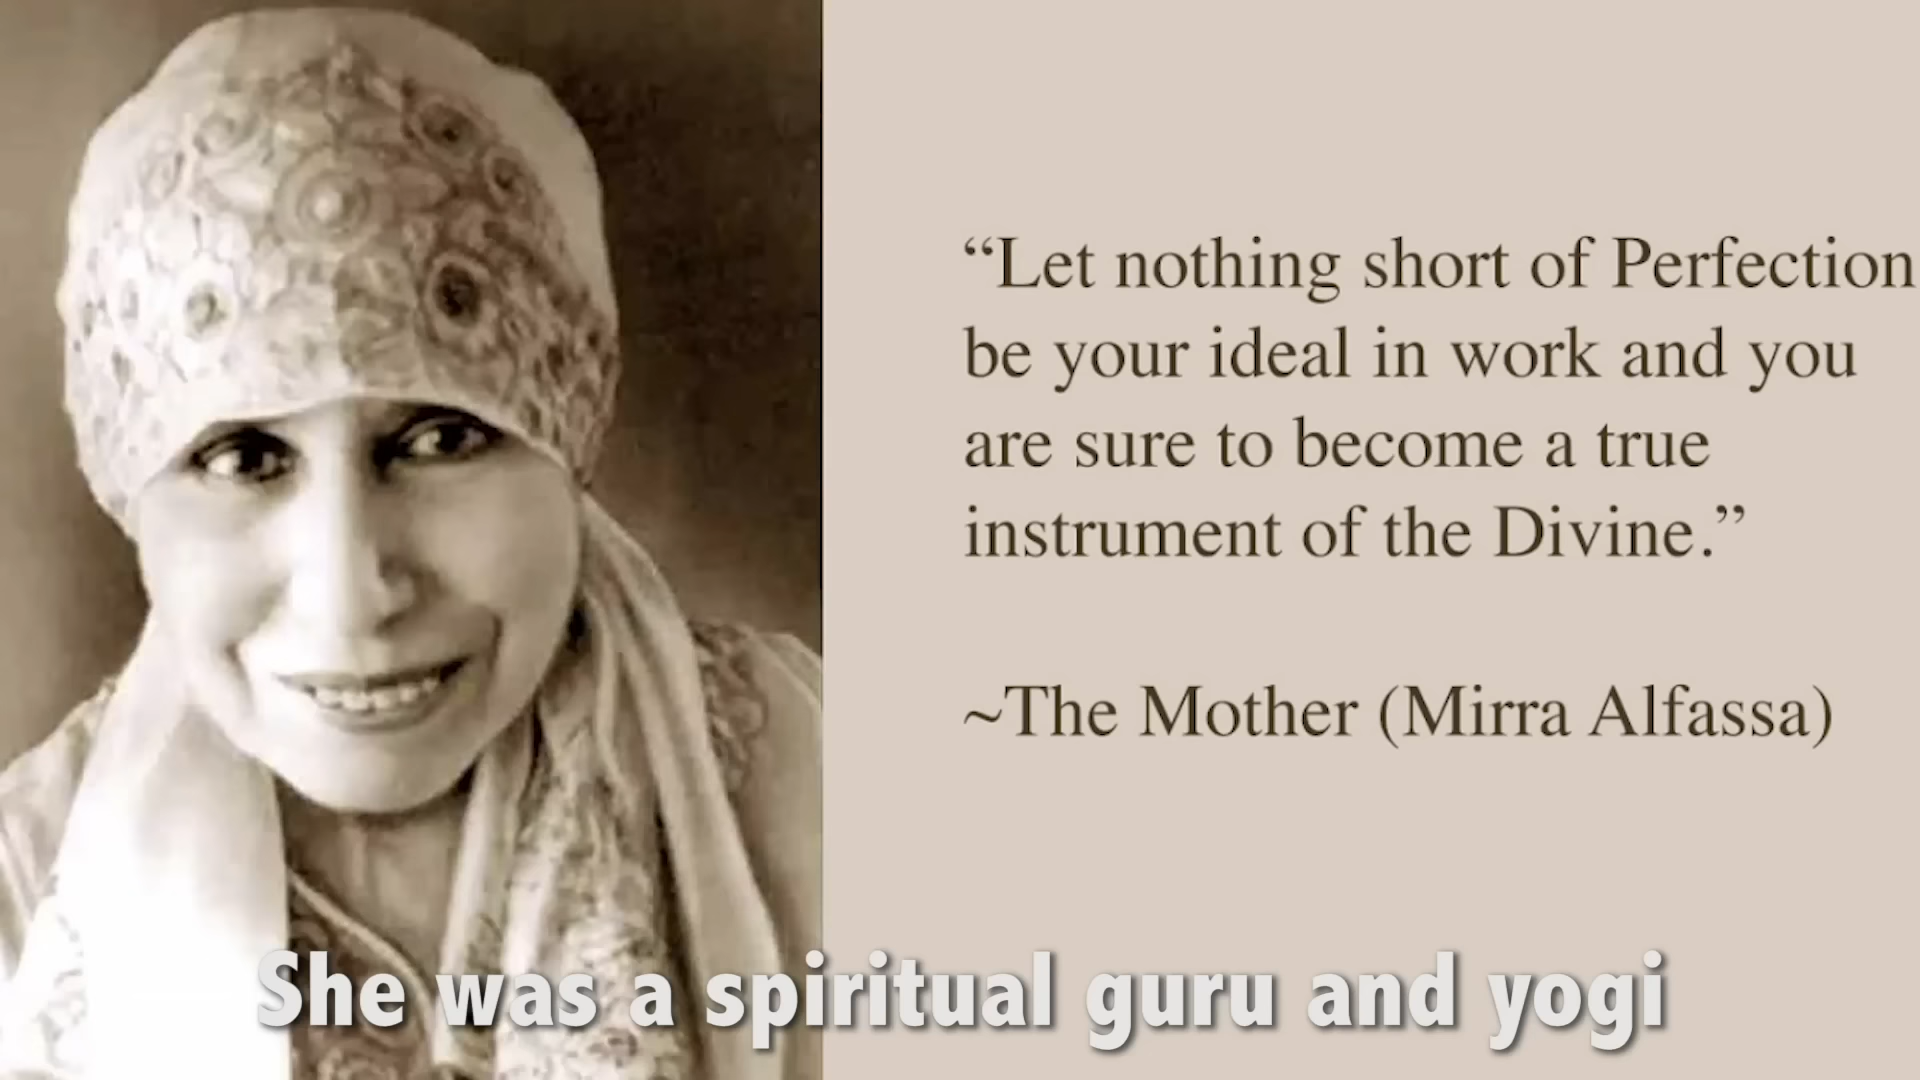 “Let nothing short of Perfection
be your ideal in work and you
are sure to become a true
instrument of the Divine.”
~The Mother (Mirra Alfassa)
She was a spiritual guru and yogi